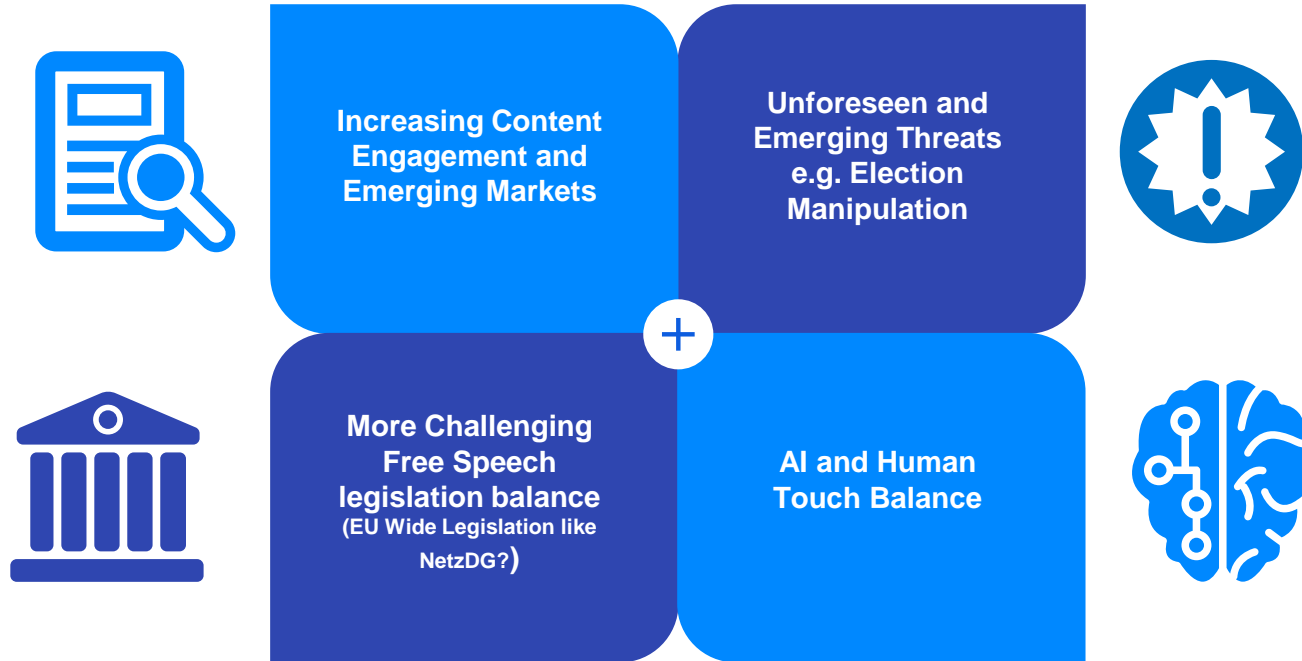 Increasing Content
Engagement and
Emerging Markets
Unforeseen and
Emerging Threats
e.g. Election
Manipulation
More Challenging
Free Speech
legislation balance
(EU Wide Legislation like
NetzDG?)
AI and Human
Touch Balance